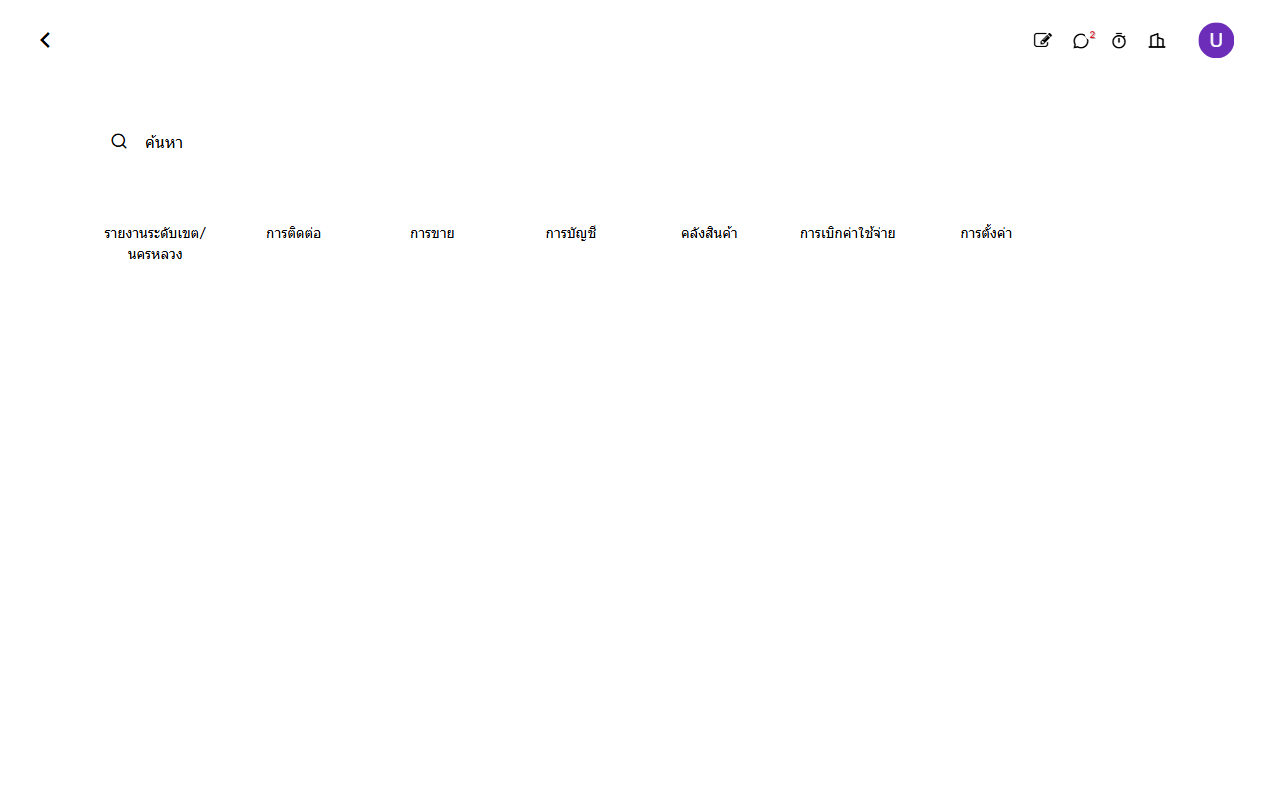 2
U
ค้นหา
รายงานระดับเขต/
นครหลวง
การติดต่อ
การขาย
การบัญชี
คลังสินค้า
การเบิกค่าใช้จ่าย
การตั้งค่า